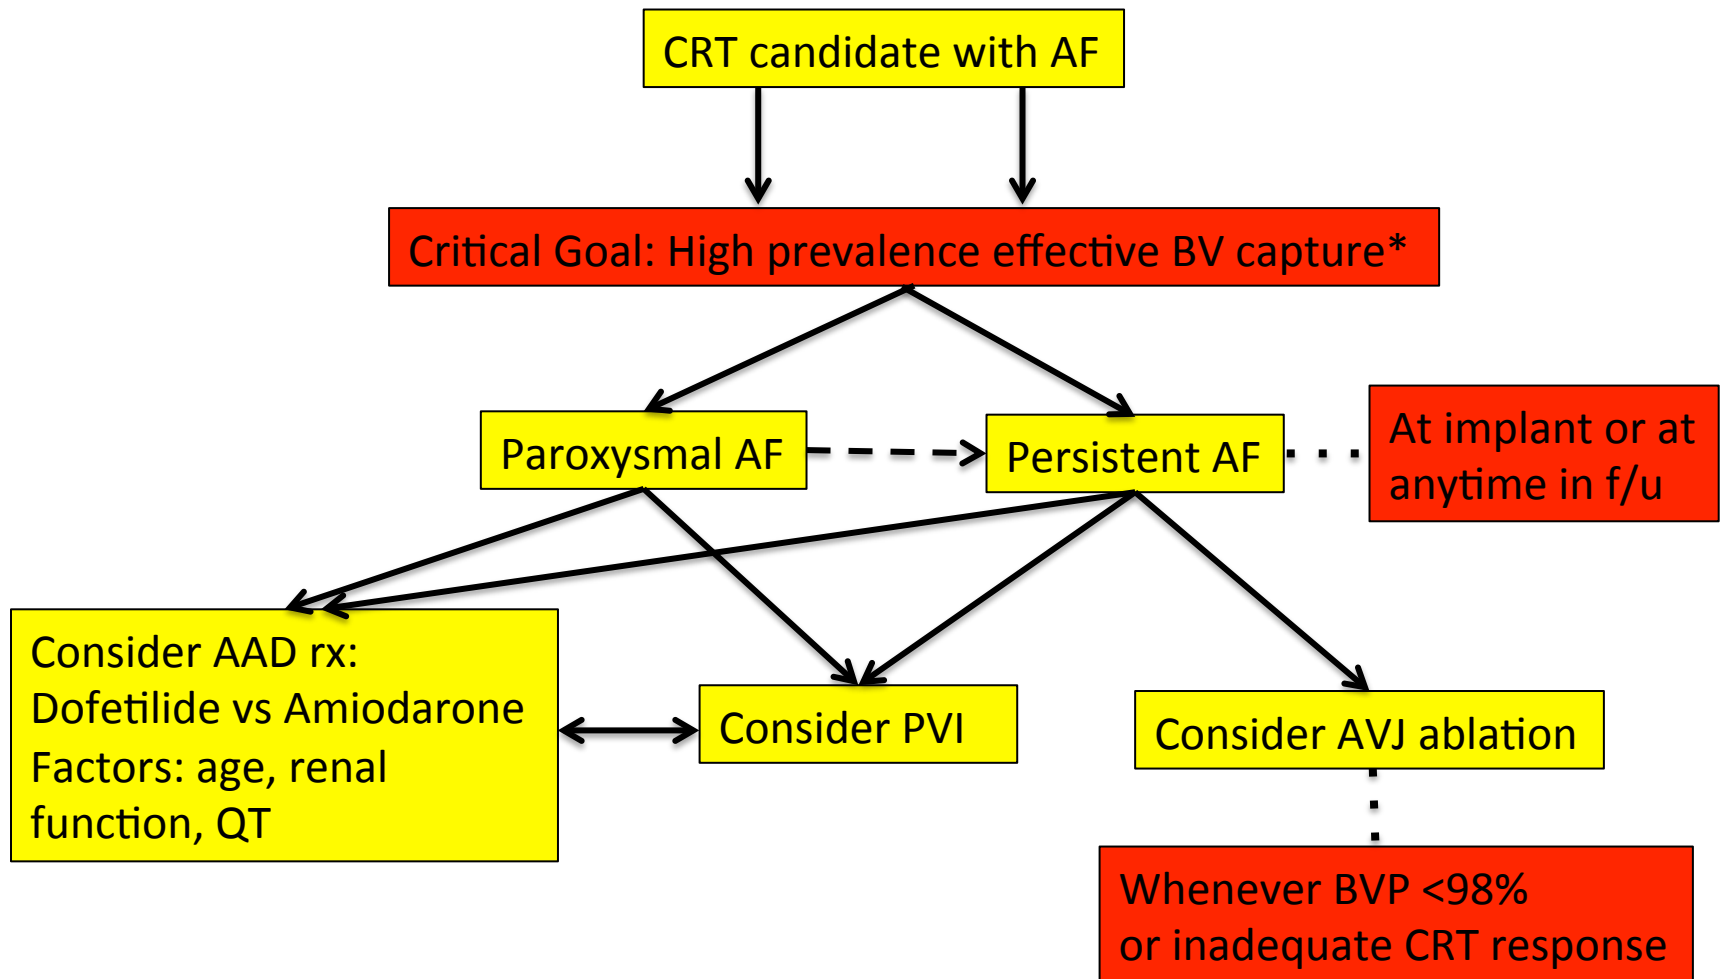 CRT candidate with AF
Critical Goal: High prevalence effective BV capture*
Paroxysmal AF
Persistent AF
At implant or at
anytime in f/u
Consider AAD rx:
Dofetilide vs Amiodarone
Factors: age, renal
function, QT
Consider PVI
Consider AVJ ablation
Whenever BVP <98%
or inadequate CRT response